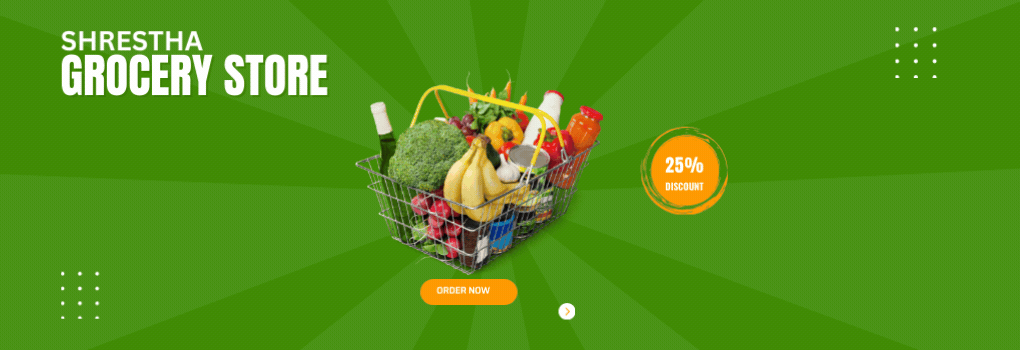 SHRESTHA
GROCERY STORE
25%
DISCOUNT
ORDER NOW